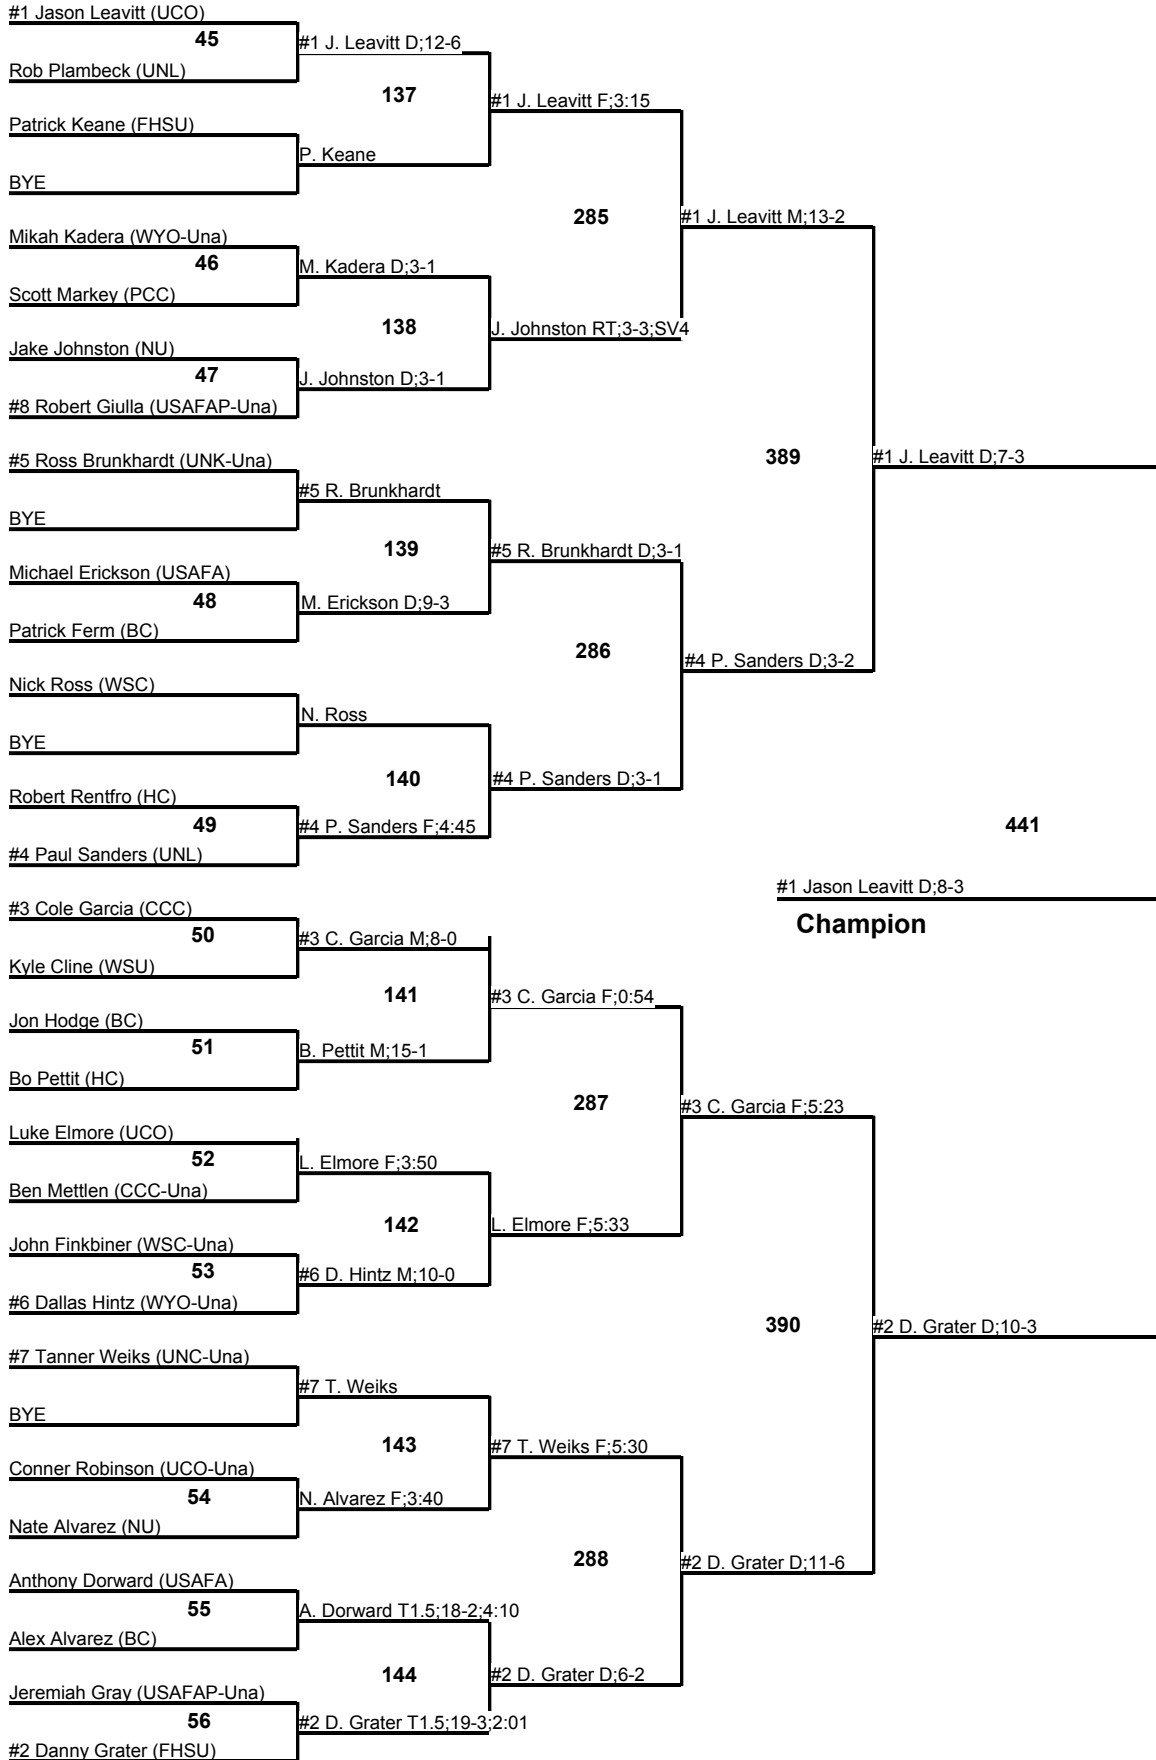 #1 Jason Leavitt (UCO)
45
#1 J. Leavitt D;12-6
Rob Plambeck (UNL)
137
#1 J. Leavitt F;3:15
Patrick Keane (FHSU)
P. Keane
BYE
285
#1 J. Leavitt M;13-2
Mikah Kadera (WYO-Una)
46
M. Kadera D;3-1
Scott Markey (PCC)
138
J. Johnston RT;3-3;SV4
Jake Johnston (NU)
47
J. Johnston D;3-1
#8 Robert Giulla (USAFAP-Una)
389
#1 J. Leavitt D;7-3
#5 Ross Brunkhardt (UNK-Una)
#5 R. Brunkhardt
BYE
139
#5 R. Brunkhardt D;3-1
Michael Erickson (USAFA)
48
M. Erickson D;9-3
Patrick Ferm (BC)
286
#4 P. Sanders D;3-2
Nick Ross (WSC)
N. Ross
BYE
140
#4 P. Sanders D;3-1
Robert Rentfro (HC)
49
#4 P. Sanders F;4:45
#4 Paul Sanders (UNL)
441
#1 Jason Leavitt D;8-3
Champion
#3 Cole Garcia (CCC)
50
#3 C. Garcia M;8-0
Kyle Cline (WSU)
141
#3 C. Garcia F;0:54
Jon Hodge (BC)
51
B. Pettit M;15-1
Bo Pettit (HC)
287
#3 C. Garcia F;5:23
Luke Elmore (UCO)
52
L. Elmore F;3:50
Ben Mettlen (CCC-Una)
142
L. Elmore F;5:33
John Finkbiner (WSC-Una)
53
#6 D. Hintz M;10-0
#6 Dallas Hintz (WYO-Una)
390
#2 D. Grater D;10-3
#7 Tanner Weiks (UNC-Una)
#7 T. Weiks
BYE
143
#7 T. Weiks F;5:30
Conner Robinson (UCO-Una)
54
N. Alvarez F;3:40
Nate Alvarez (NU)
288
#2 D. Grater D;11-6
Anthony Dorward (USAFA)
55
A. Dorward T1.5;18-2;4:10
Alex Alvarez (BC)
144
#2 D. Grater D;6-2
Jeremiah Gray (USAFAP-Una)
56
#2 D. Grater T1.5;19-3;2:01
#2 Danny Grater (FHSU)